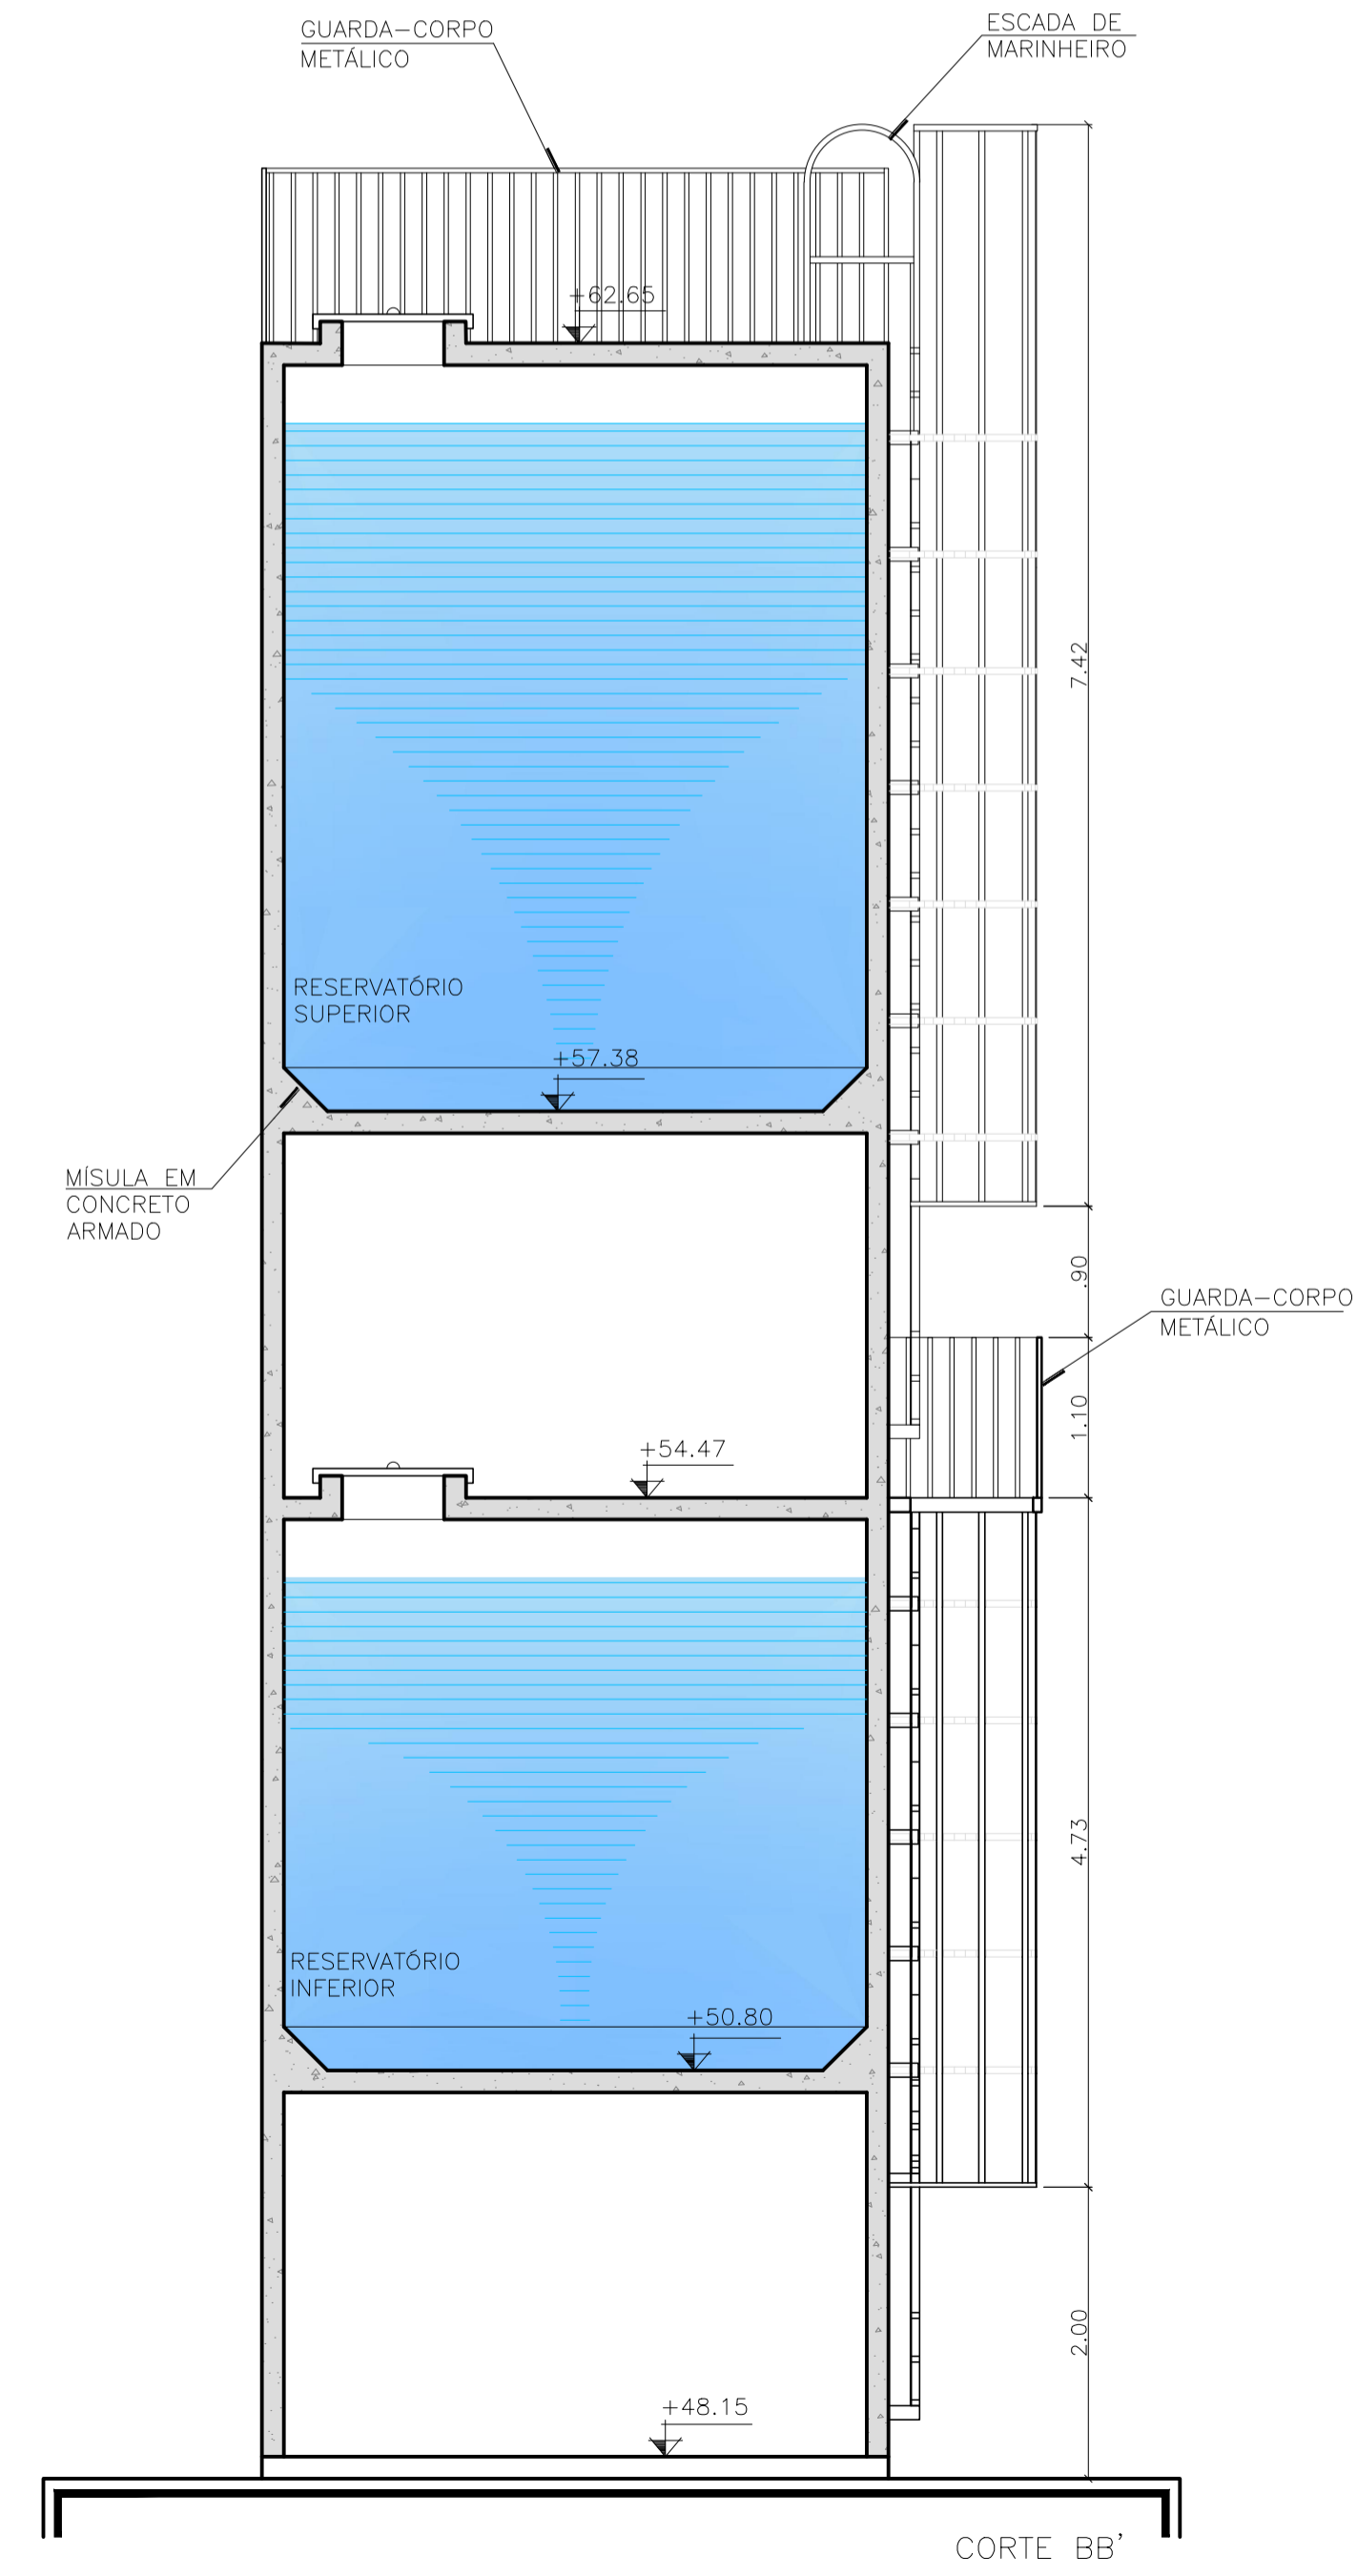 GUARDA-CORPO
METÁLICO
ESCADA DE
MARINHEIRO
+62.65
7.42
RESERVATÓRIO
SUPERIOR
+57.38
MÍSULA EM
CONCRETO
ARMADO
.90
GUARDA-CORPO
METÁLICO
1.10
+54.47
4.73
RESERVATÓRIO
INFERIOR
+50.80
2.00
+48.15
CORTE BB'